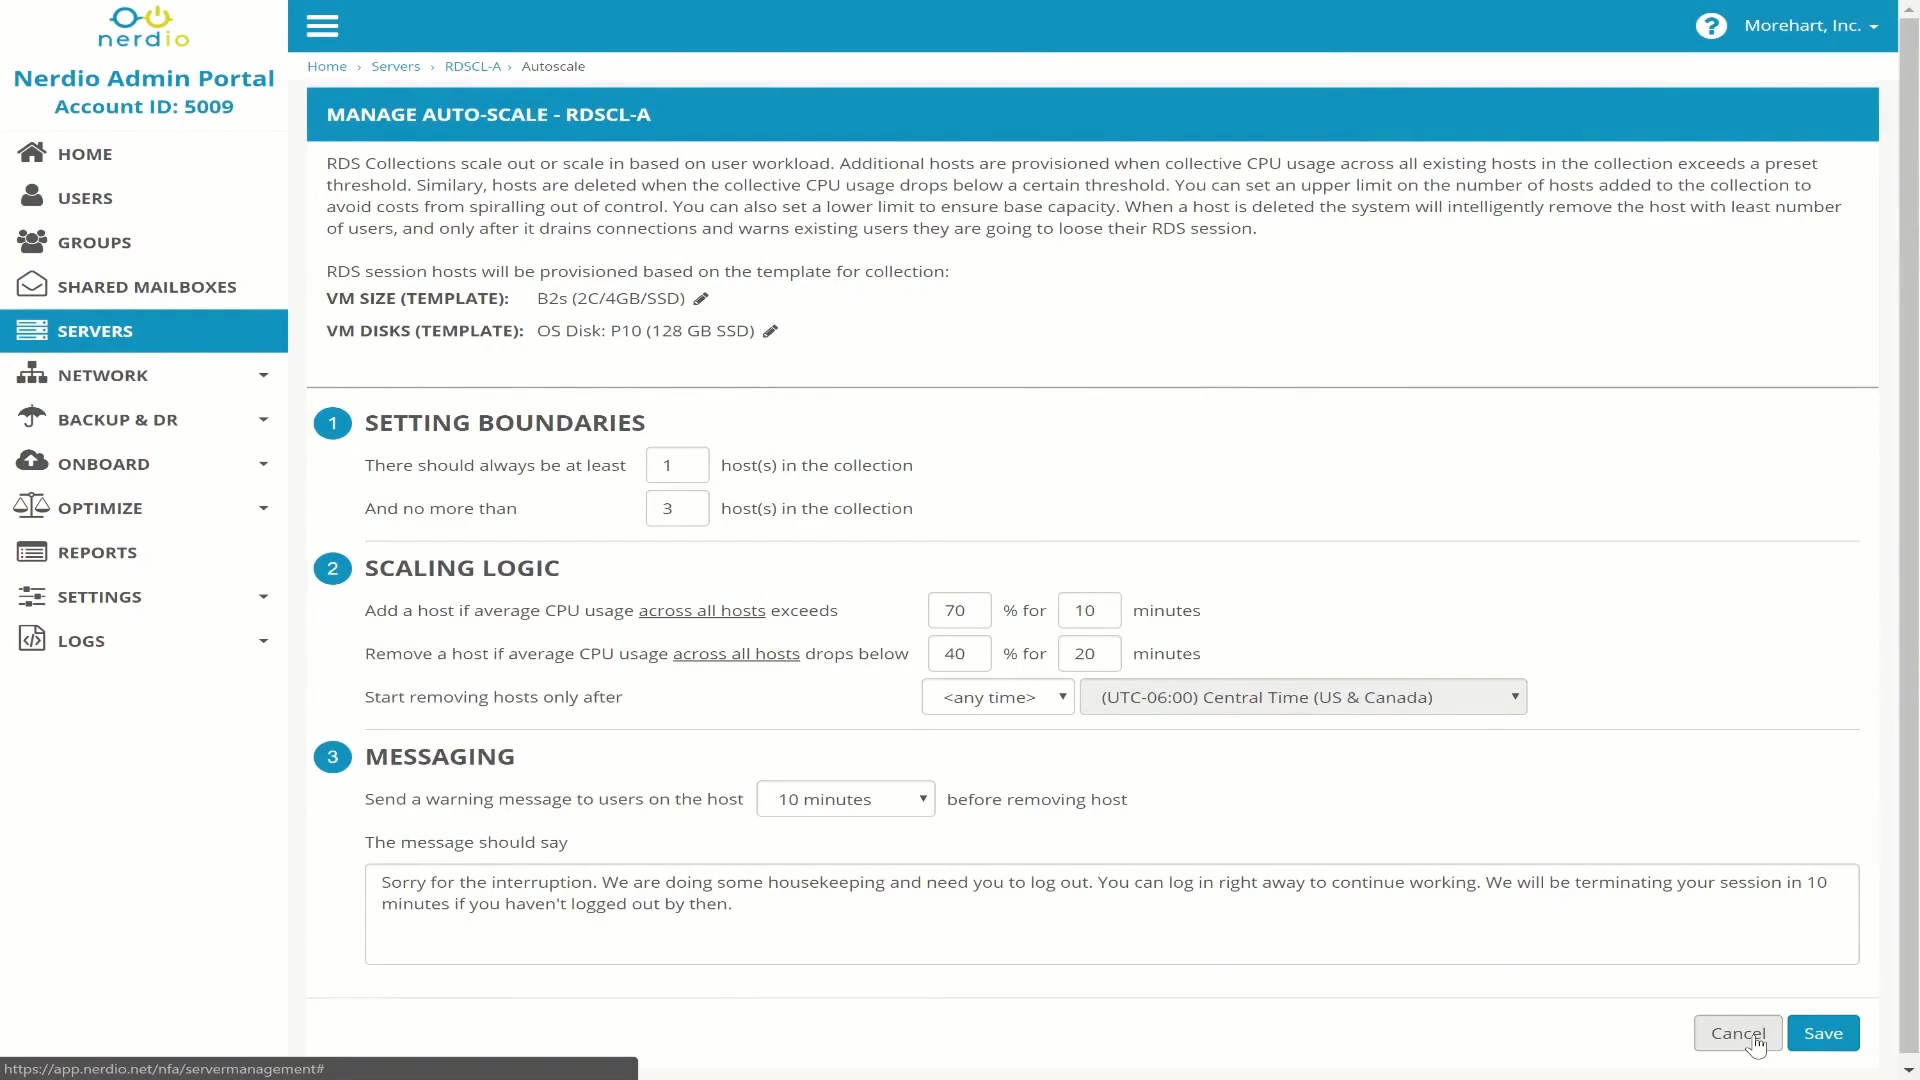 nerdio
Nerdio Admin Portal
Account ID: 5009
HOME
USERS
GROUPS
SHARED MAILBOXES
SERVERS
NETWORK
BACKUP & DR
ONBOARD
OPTIMIZE
REPORTS
SETTINGS
LOGS
? Morehart, Inc.
Home › Servers › RDSCL-A › Autoscale
MANAGE AUTO-SCALE - RDSCL-A
RDS Collections scale out or scale in based on user workload. Additional hosts are provisioned when collective CPU usage across all existing hosts in the collection exceeds a preset
threshold. Similary, hosts are deleted when the collective CPU usage drops below a certain threshold. You can set an upper limit on the number of hosts added to the collection to
avoid costs from spiralling out of control. You can also set a lower limit to ensure base capacity. When a host is deleted the system will intelligently remove the host with least number
of users, and only after it drains connections and warns existing users they are going to loose their RDS session.
RDS session hosts will be provisioned based on the template for collection:
VM SIZE (TEMPLATE): B2s (2C/4GB/SSD)
VM DISKS (TEMPLATE): OS Disk: P10 (128 GB SSD)
1 SETTING BOUNDARIES
There should always be at least 1 host(s) in the collection
And no more than 3 host(s) in the collection
2 SCALING LOGIC
Add a host if average CPU usage across all hosts exceeds 70 % for 10 minutes
Remove a host if average CPU usage across all hosts drops below 40 % for 20 minutes
Start removing hosts only after <any time> (UTC-06:00) Central Time (US & Canada)
3 MESSAGING
Send a warning message to users on the host 10 minutes before removing host
The message should say
Sorry for the interruption. We are doing some housekeeping and need you to log out. You can log in right away to continue working. We will be terminating your session in 10
minutes if you haven't logged out by then.
Cancel Save
https://app.nerdio.net/nfa/servermanagement#